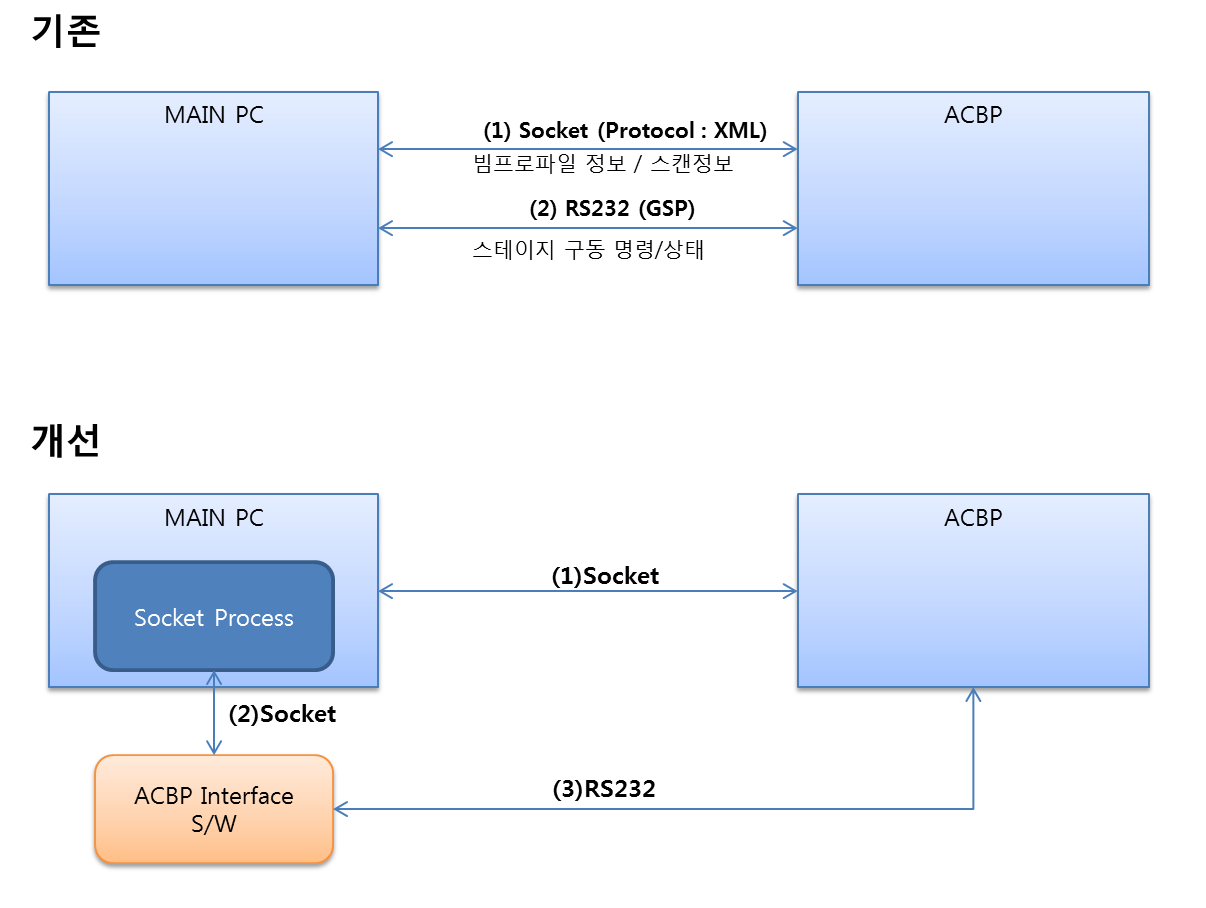 기존
MAIN PC
ACBP
(1) Socket (Protocol : XML)
빔프로파일 정보 / 스캔정보
(2) RS232 (GSP)
스테이지 구동 명령/상태
개선
MAIN PC
ACBP
(1)Socket
Socket Process
(2)Socket
ACBP Interface
S/W
(3)RS232